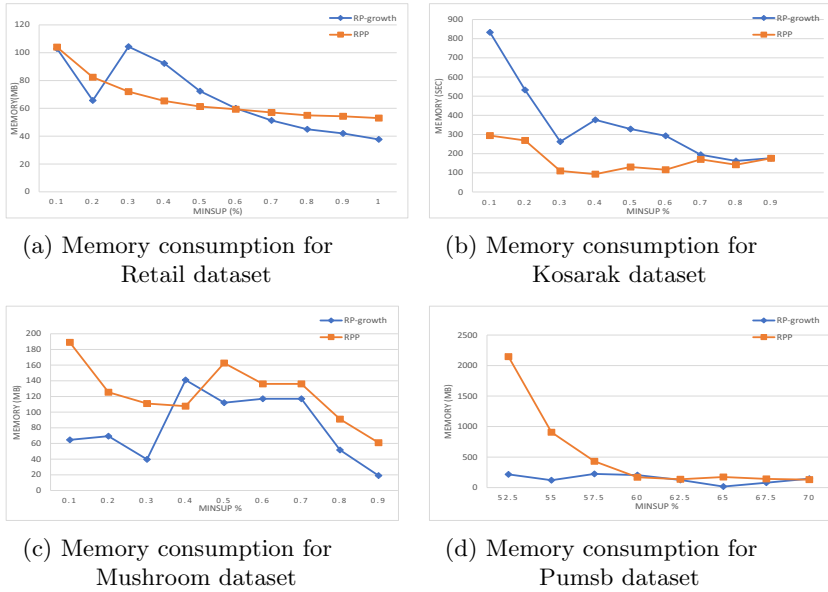 RP-growth
RPP
120
100
80
60
40
20
0
MEMORY(MB)
0.1 0.2 0.3 0.4 0.5 0.6 0.7 0.8 0.9 1
MINSUP (%)
(a) Memory consumption for
Retail dataset
RP-growth
RPP
900
800
700
600
500
400
300
200
100
0
MEMORY (SEC)
0.1 0.2 0.3 0.4 0.5 0.6 0.7 0.8 0.9
MINSUP %
(b) Memory consumption for
Kosarak dataset
RP-growth
RPP
200
180
160
140
120
100
80
60
40
20
0
MEMORY (MB)
0.1 0.2 0.3 0.4 0.5 0.6 0.7 0.8 0.9
MINSUP %
(c) Memory consumption for
Mushroom dataset
RP-growth
RPP
2500
2000
1500
1000
500
0
MEMORY (MB)
52.5 55 57.5 60 62.5 65 67.5 70
MINSUP %
(d) Memory consumption for
Pumsb dataset